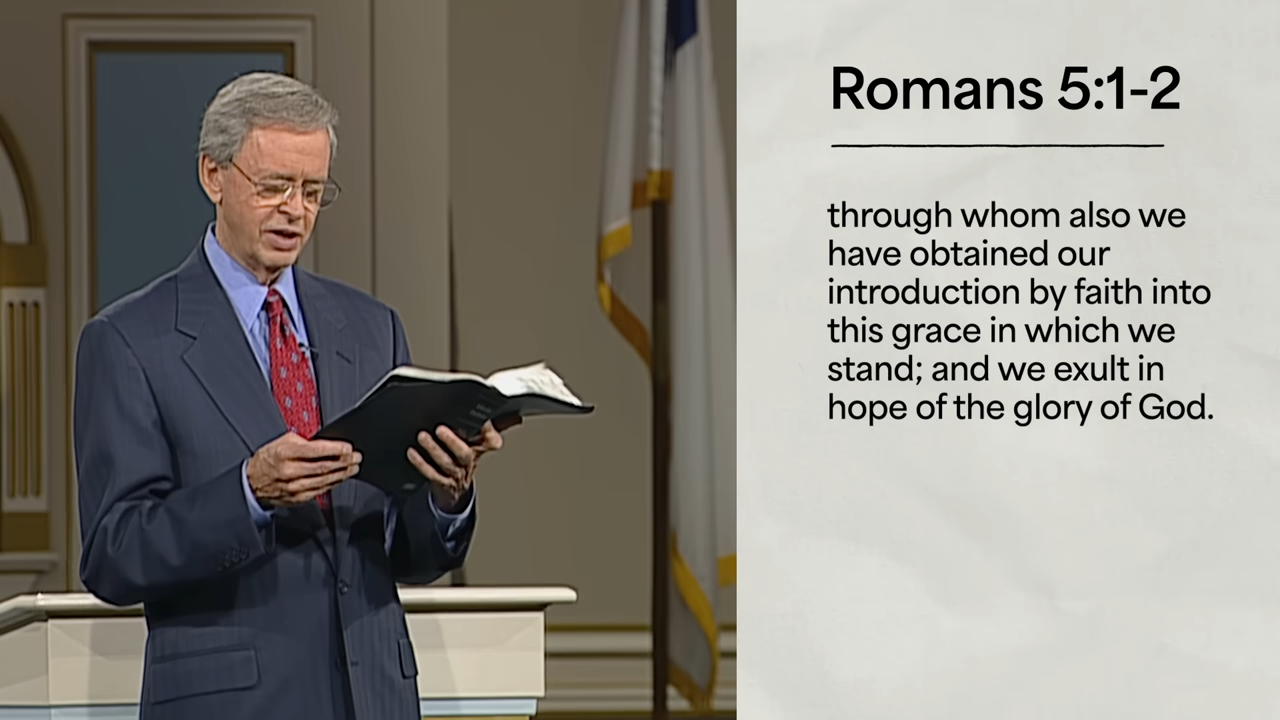 Romans 5:1-2
through whom also we
have obtained our
introduction by faith into
this grace in which we
stand; and we exult in
hope of the glory of God.